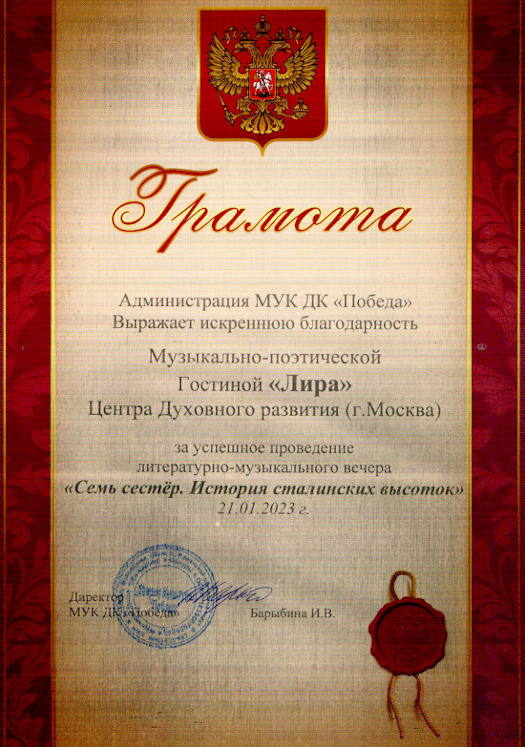 Грамота
Администрация МУК ДК «Победа»
Выражает искреннюю благодарность
Музыкально-поэтической
Гостиной «Лира»
Центра Духовного развития (г.Москва)
за успешное проведение
литературно-музыкального вечера
«Семь сестёр. История сталинских высоток»
21.01.2023 г.
Директор
МУК ДК «Победа»
Барыбина И.В.